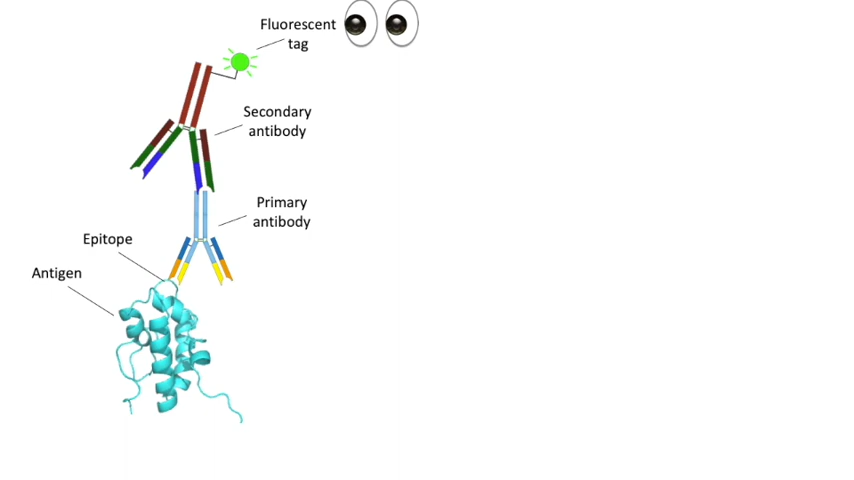 Fluorescent
tag
Secondary
antibody
Primary
antibody
Epitope
Antigen